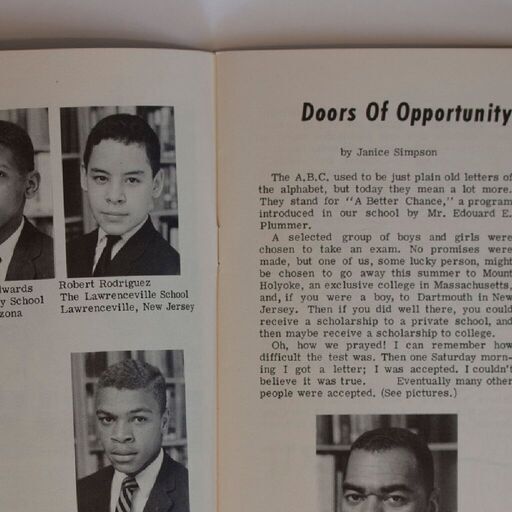 dwards
y School
zona
Robert Rodriguez
The Lawrenceville School
Lawrenceville, New Jersey
Doors Of Opportunity
by Janice Simpson
The A.B.C. used to be just plain old letters of
the alphabet, but today they mean a lot more.
They stand for "A Better Chance," a program
introduced in our school by Mr. Edouard E.
Plummer.
A selected group of boys and girls were
chosen to take an exam. No promises were
made, but one of us, some lucky person, might
be chosen to go away this summer to Mount
Holyoke, an exclusive college in Massachusetts,
and, if you were a boy, to Dartmouth in New
Jersey. Then if you did well there, you could
receive a scholarship to a private school, and
then maybe receive a scholarship to college.
Oh, how we prayed! I can remember how
difficult the test was. Then one Saturday morn-
ing I got a letter; I was accepted. I couldn't
believe it was true. Eventually many other
people were accepted. (See pictures.)